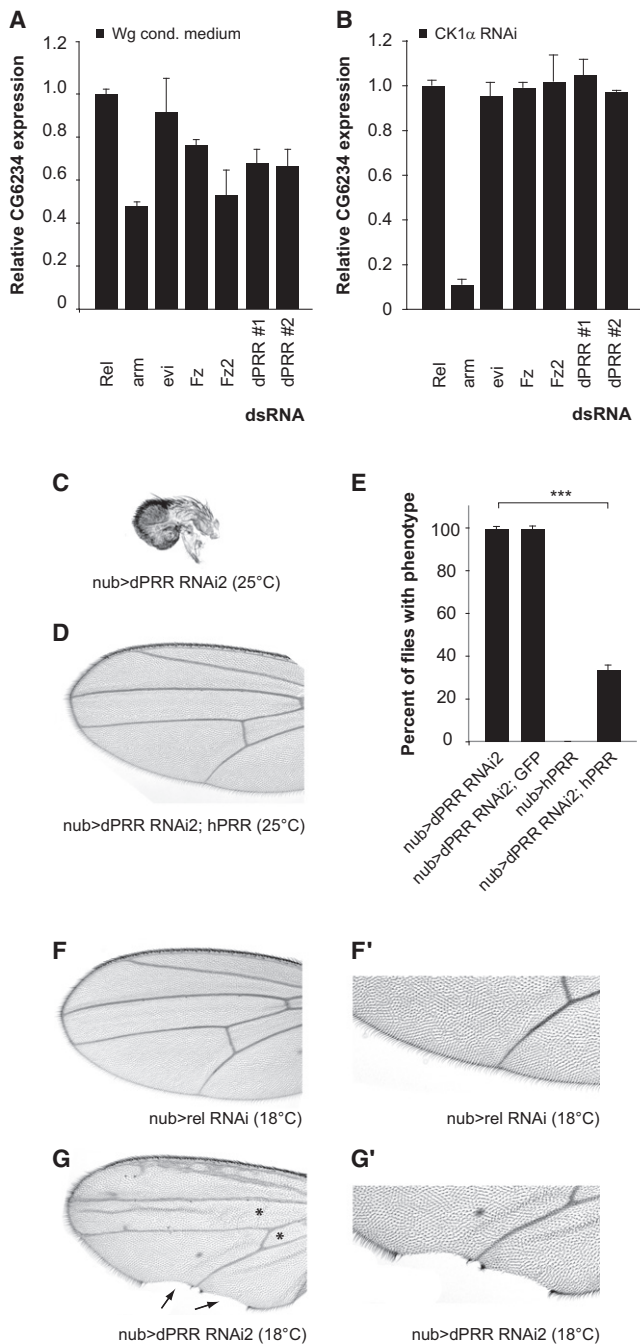 A
■ Wg cond. medium
Relative CG6234 expression
1.2
1.0
0.8
0.6
0.4
0.2
0
Rel
arm
evi
Fz
Fz2
dPRR #1
dPRR #2
dsRNA
B
■ CK1α RNAi
Relative CG6234 expression
1.2
1.0
0.8
0.6
0.4
0.2
0
Rel
arm
evi
Fz
Fz2
dPRR #1
dPRR #2
dsRNA
C
nub>dPRR RNAi2 (25°C)
D
nub>dPRR RNAi2; hPRR (25°C)
E
***
Percent of flies with phenotype
100
80
60
40
20
0
nub>dPRR RNAi2
nub>dPRR RNAi2; GFP
nub>hPRR
nub>dPRR RNAi2; hPRR
F
nub>rel RNAi (18°C)
F'
nub>rel RNAi (18°C)
G
*
*
nub>dPRR RNAi2 (18°C)
G'
nub>dPRR RNAi2 (18°C)